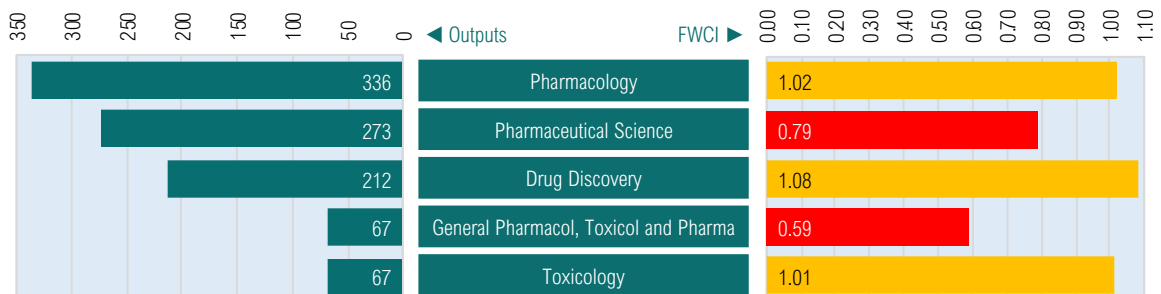 350 300 250 200 150 100 50 0 ◄ Outputs FWCI ► 0.00 0.10 0.20 0.30 0.40 0.50 0.60 0.70 0.80 0.90 1.00 1.10
336 Pharmacology 1.02
273 Pharmaceutical Science 0.79
212 Drug Discovery 1.08
67 General Pharmacol, Toxicol and Pharma 0.59
67 Toxicology 1.01